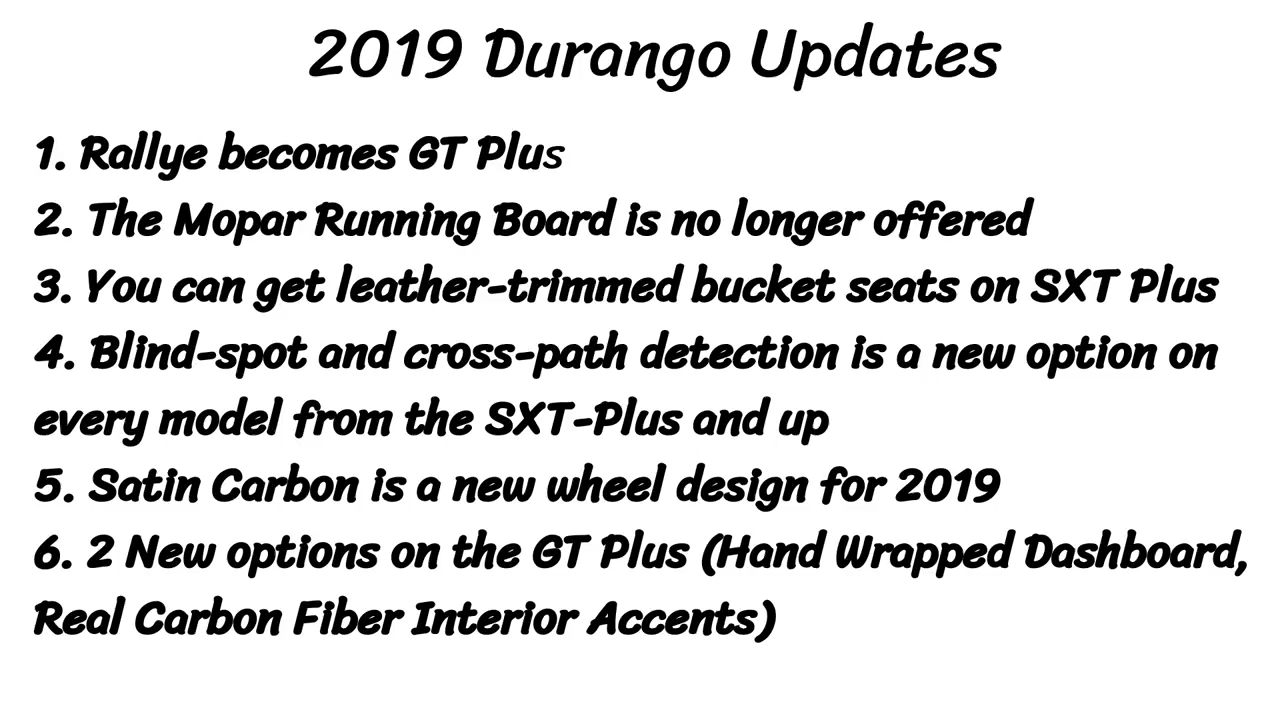 2019 Durango Updates
1. Rallye becomes GT Plus
2. The Mopar Running Board is no longer offered
3. You can get leather-trimmed bucket seats on SXT Plus
4. Blind-spot and cross-path detection is a new option on
every model from the SXT-Plus and up
5. Satin Carbon is a new wheel design for 2019
6. 2 New options on the GT Plus (Hand Wrapped Dashboard,
Real Carbon Fiber Interior Accents)